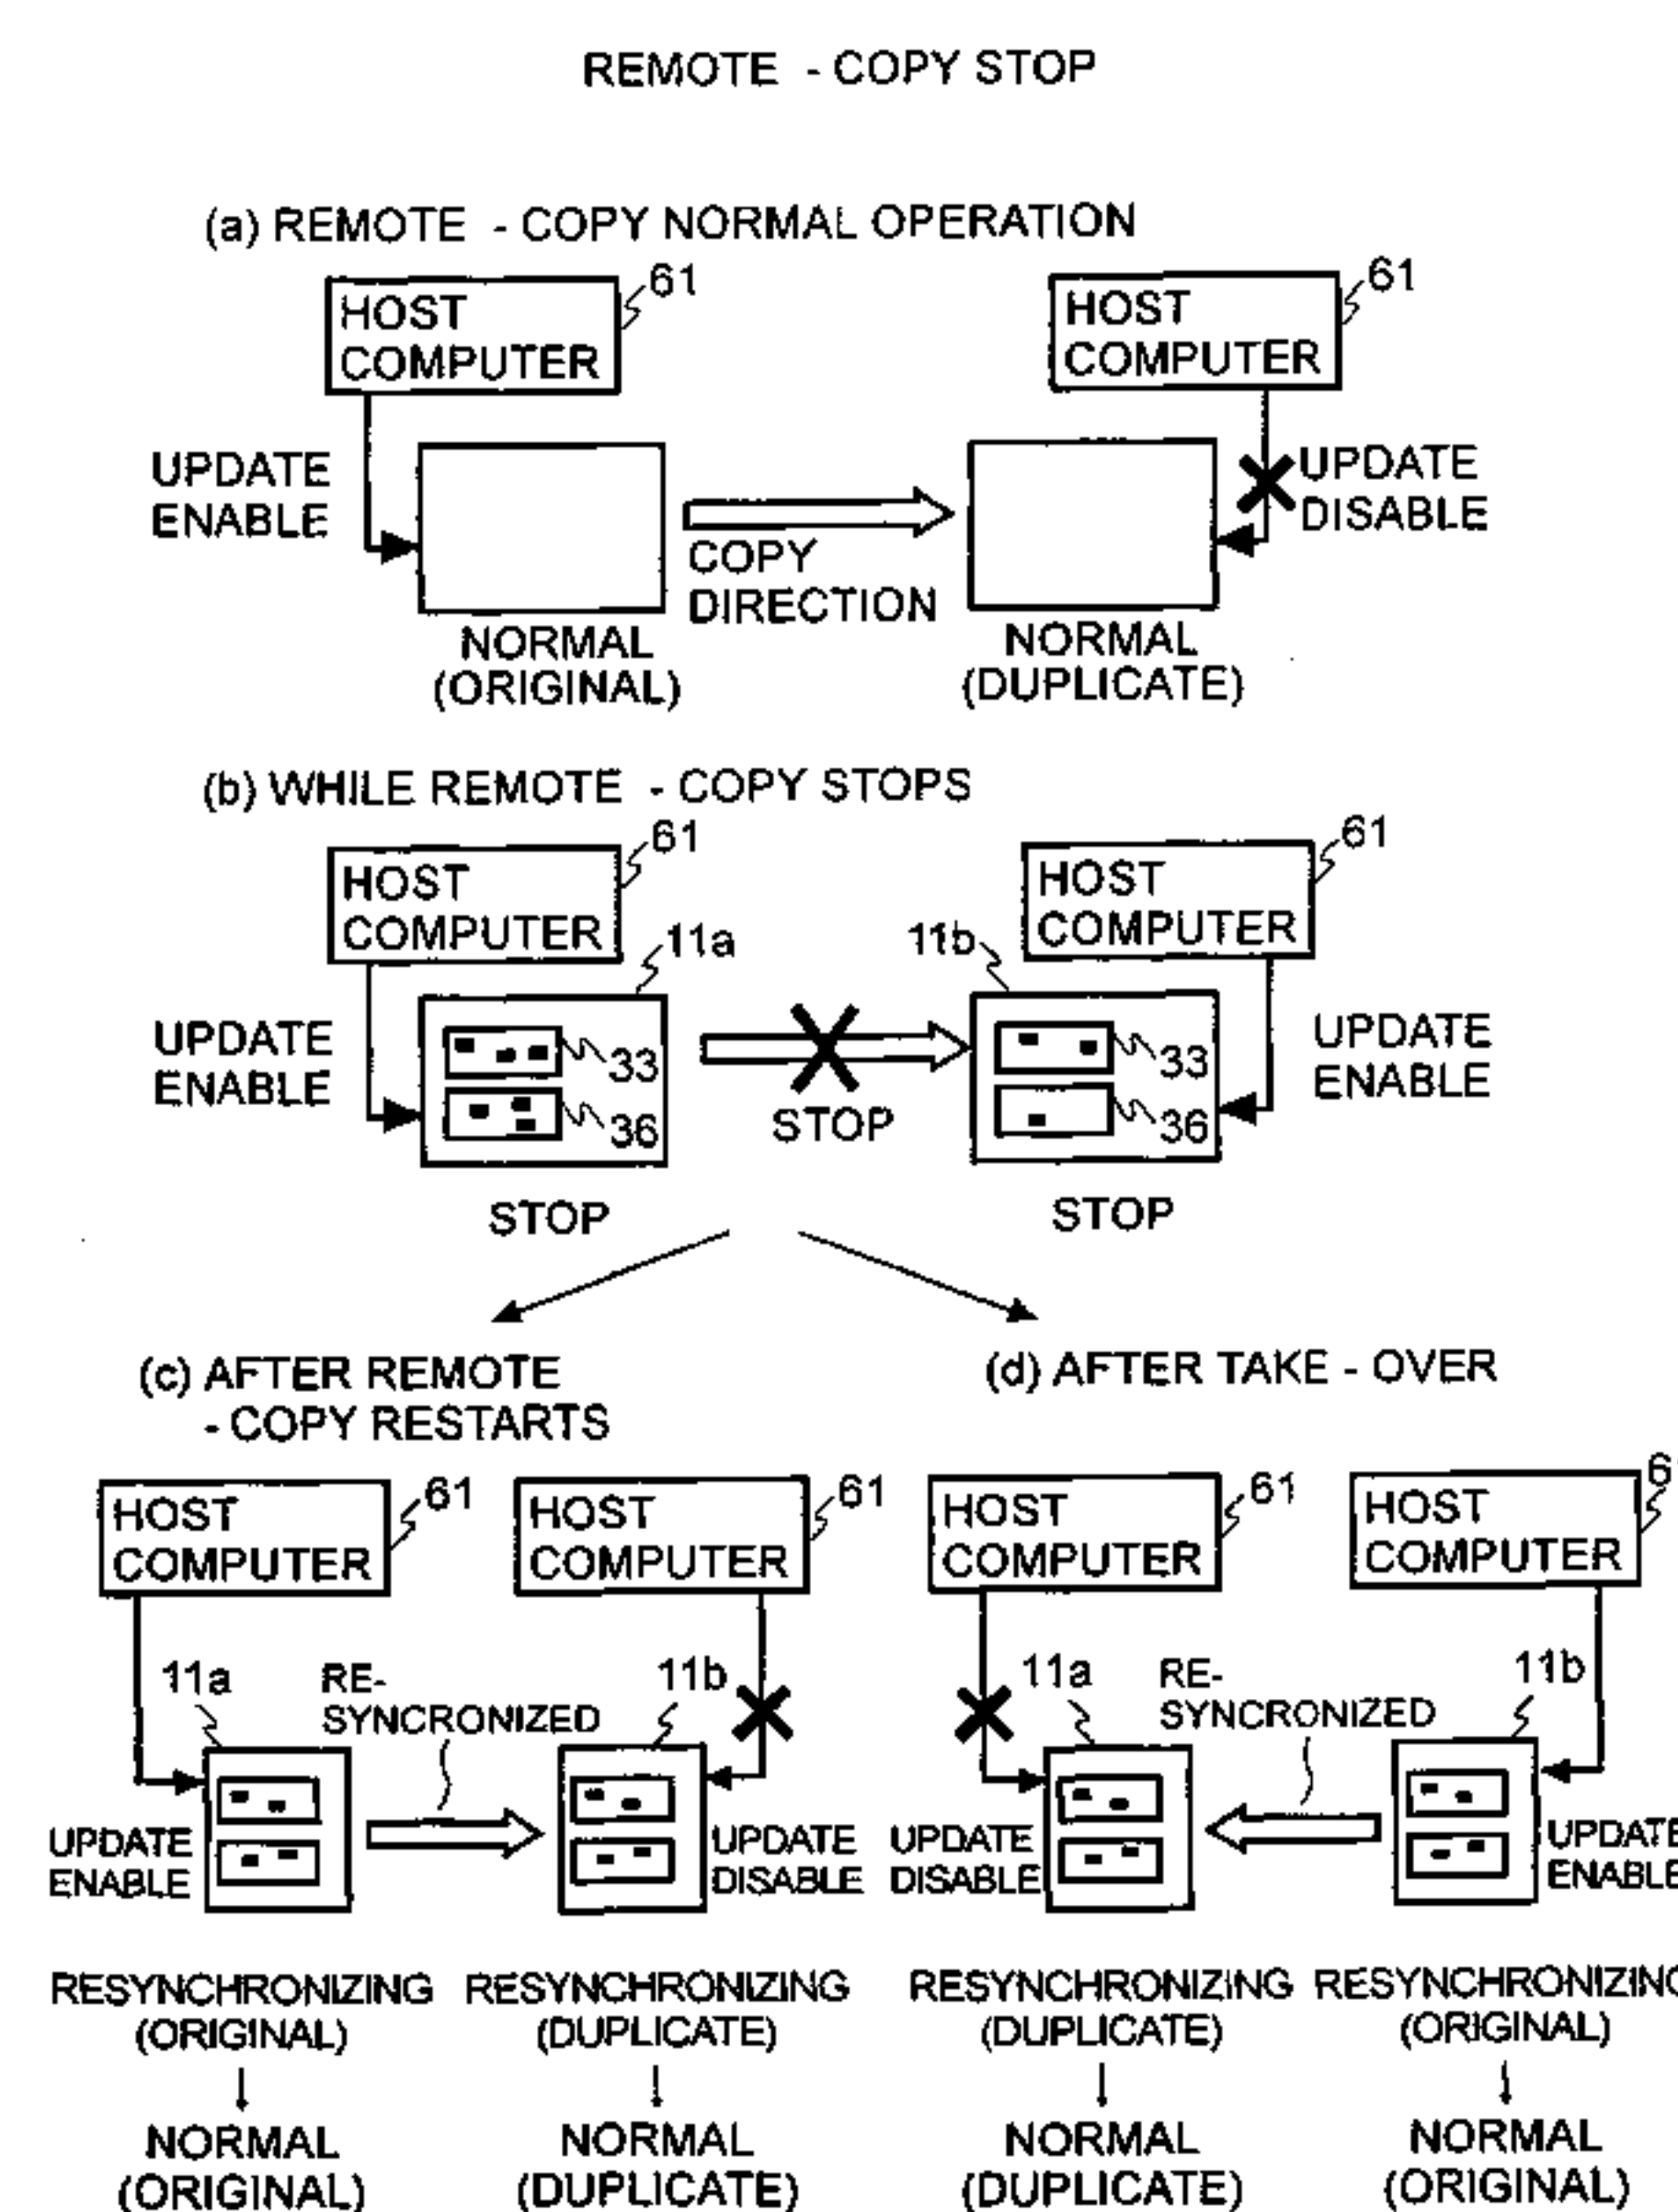 REMOTE - COPY STOP
(a) REMOTE - COPY NORMAL OPERATION
HOST
COMPUTER
61
HOST
COMPUTER
61
UPDATE
ENABLE
COPY
DIRECTION
UPDATE
DISABLE
NORMAL
(ORIGINAL)
NORMAL
(DUPLICATE)
(b) WHILE REMOTE - COPY STOPS
HOST
COMPUTER
61
HOST
COMPUTER
61
11a
11b
UPDATE
ENABLE
33
36
STOP
33
36
UPDATE
ENABLE
STOP
STOP
(c) AFTER REMOTE
- COPY RESTARTS
(d) AFTER TAKE - OVER
HOST
COMPUTER
61
HOST
COMPUTER
61
HOST
COMPUTER
61
HOST
COMPUTER
11a
RE-
SYNCRONIZED
11b
11a
RE-
SYNCRONIZED
11b
UPDATE
ENABLE
UPDATE
DISABLE
UPDATE
DISABLE
UPDATE
ENABLE
RESYNCHRONIZING
(ORIGINAL)
RESYNCHRONIZING
(DUPLICATE)
RESYNCHRONIZING
(DUPLICATE)
RESYNCHRONIZING
(ORIGINAL)
NORMAL
(ORIGINAL)
NORMAL
(DUPLICATE)
NORMAL
(DUPLICATE)
NORMAL
(ORIGINAL)